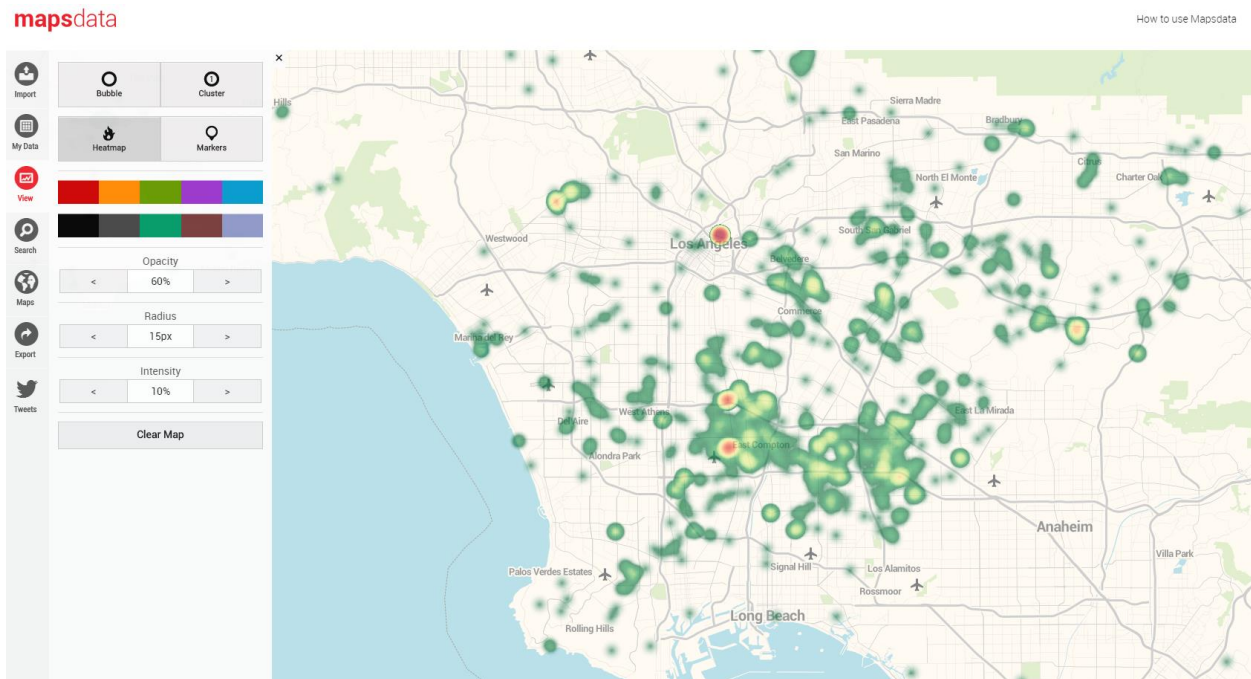 mapsdata
How to use Mapsdata
Import
My Data
View
Search
Maps
Export
Tweets
Bubble
Cluster
Heatmap
Markers
Opacity
< 60% >
Radius
< 15px >
Intensity
< 10% >
Clear Map
×
Hills
Sierra Madre
East Pasadena
Bradbury
San Marino
Citrus
North El Monte
Charter Oak
Westwood
Los Angeles
South San Gabriel
Belvedere
Commerce
Marina del Rey
West Athens
Del Aire
East La Mirada
East Compton
Alondra Park
Anaheim
Villa Park
Palos Verdes Estates
Signal Hill
Los Alamitos
Rossmoor
Long Beach
Rolling Hills